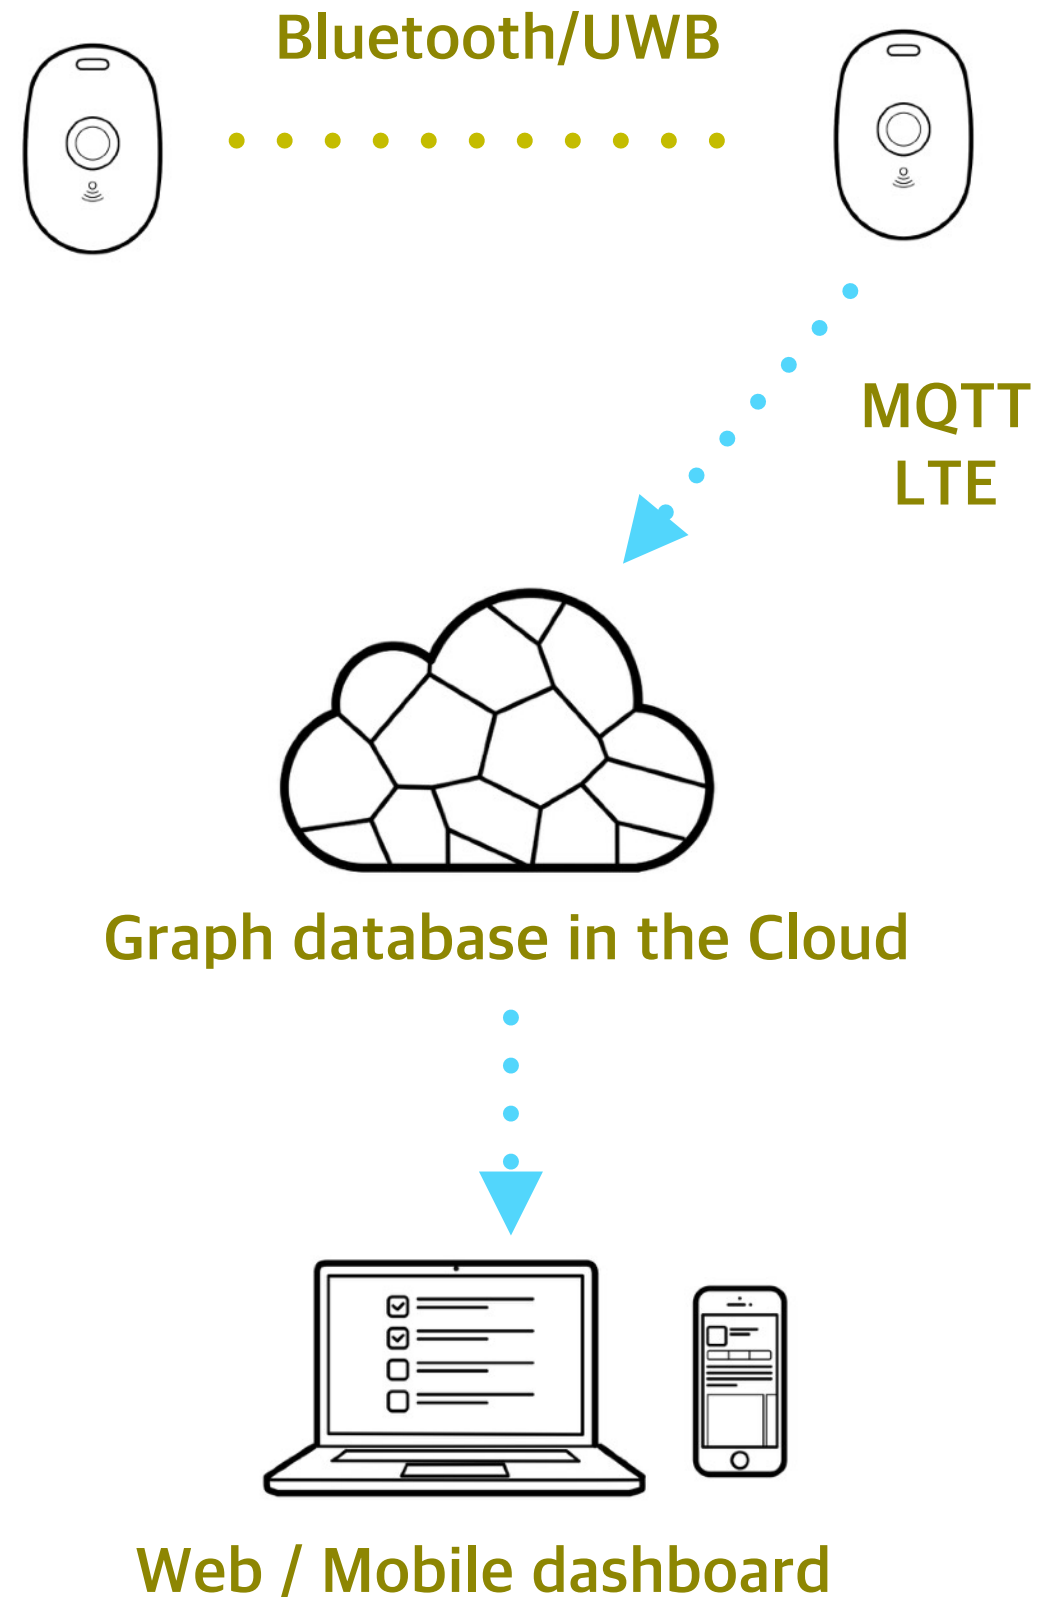 Bluetooth/UWB
MQTT
LTE
Graph database in the Cloud
Web / Mobile dashboard